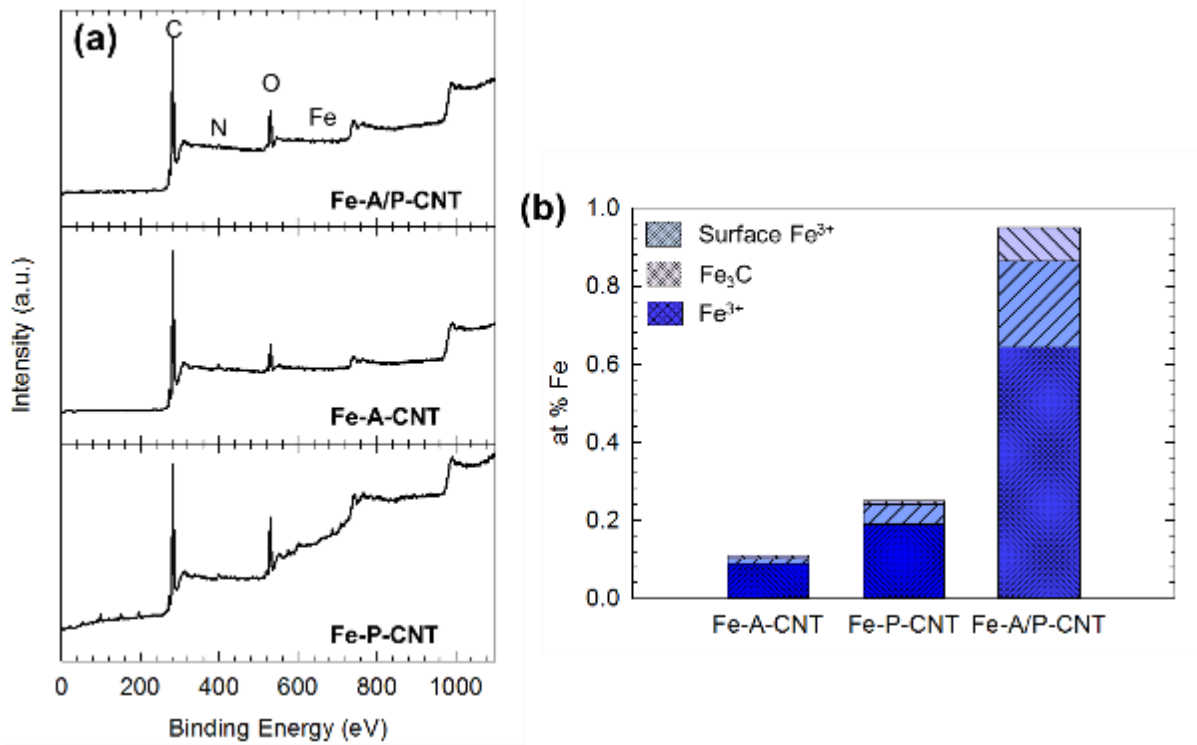 (a)
C
O
N
Fe
Fe-A/P-CNT
Fe-A-CNT
Fe-P-CNT
Intensity (a.u.)
0 200 400 600 800 1000
Binding Energy (eV)
(b)
1.0
0.8
0.6
0.4
0.2
0.0
at % Fe
Surface Fe³⁺
Fe₃C
Fe³⁺
Fe-A-CNT Fe-P-CNT Fe-A/P-CNT